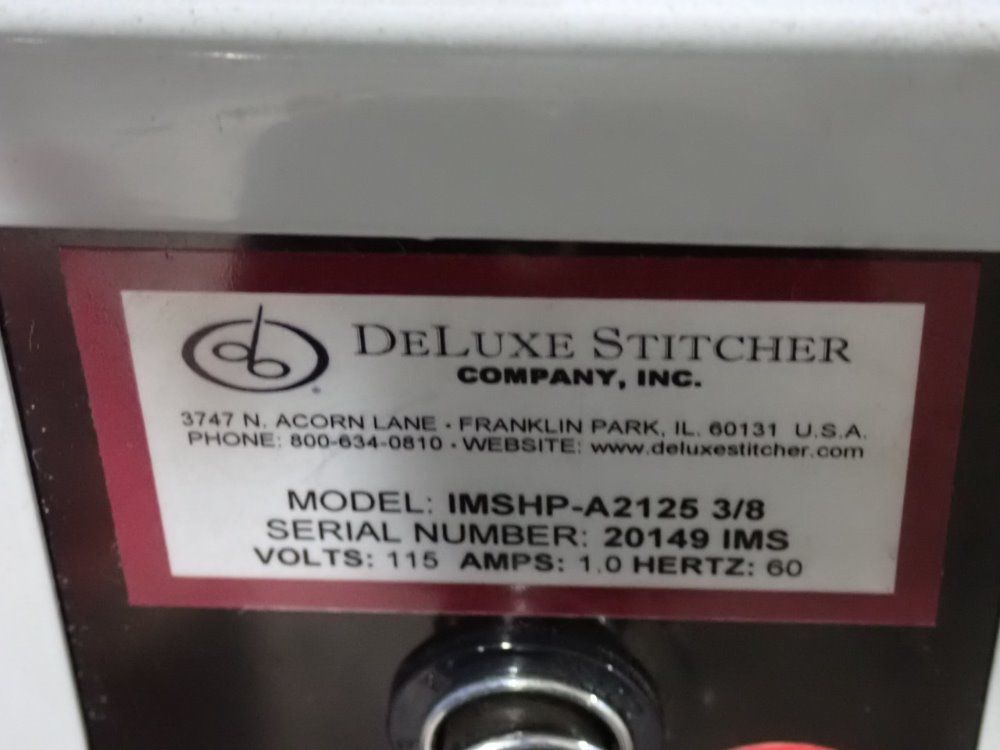 DELUXE STITCHER
COMPANY, INC.
3747 N. ACORN LANE · FRANKLIN PARK, IL. 60131 U.S.A.
PHONE: 800-634-0810 · WEBSITE: www.deluxestitcher.com
MODEL: IMSHP-A2125 3/8
SERIAL NUMBER: 20149 IMS
VOLTS: 115 AMPS: 1.0 HERTZ: 60